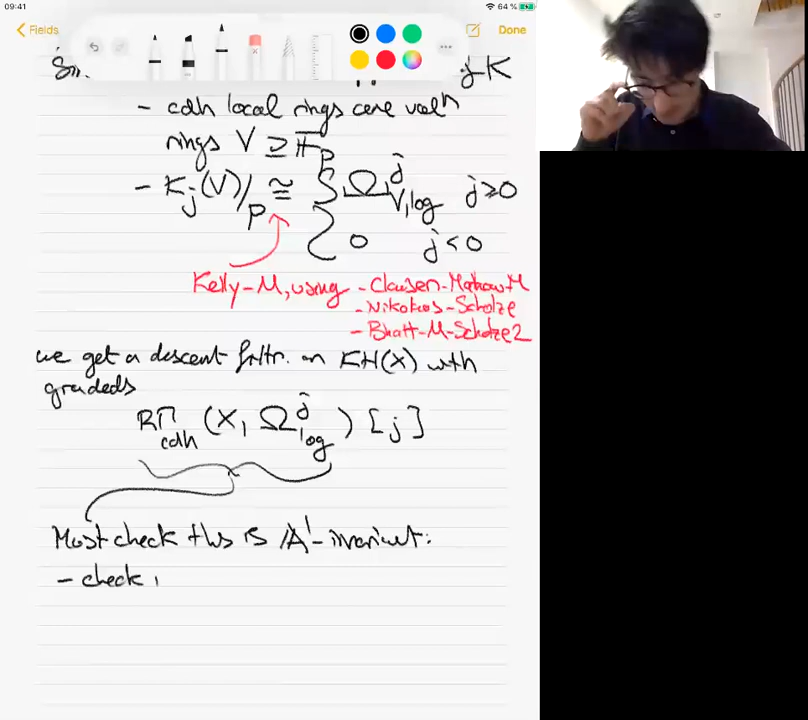 09:41
64%
Fields
Done
K
- cdh local rings are valn
rings V ⊇ F_p
- K_j(V)/p ≅ { Ω^j_{V,log} j≥0
0 j<0
Kelly-M, using - Clausen-Mathew-M
- Nikolaus-Scholze
- Bhatt-M-Scholze2
we get a descent filtr. on KH(X) with
gradeds
RΓ_cdh (X, Ω^j_log) [j]
Must check this is A^1-invariant:
- check